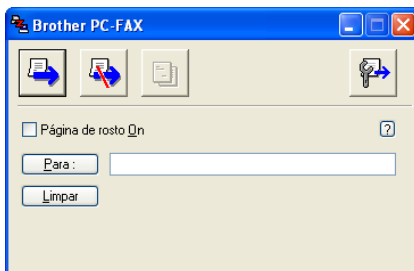 Brother PC-FAX
Página de rosto On
?
Para :
Limpar